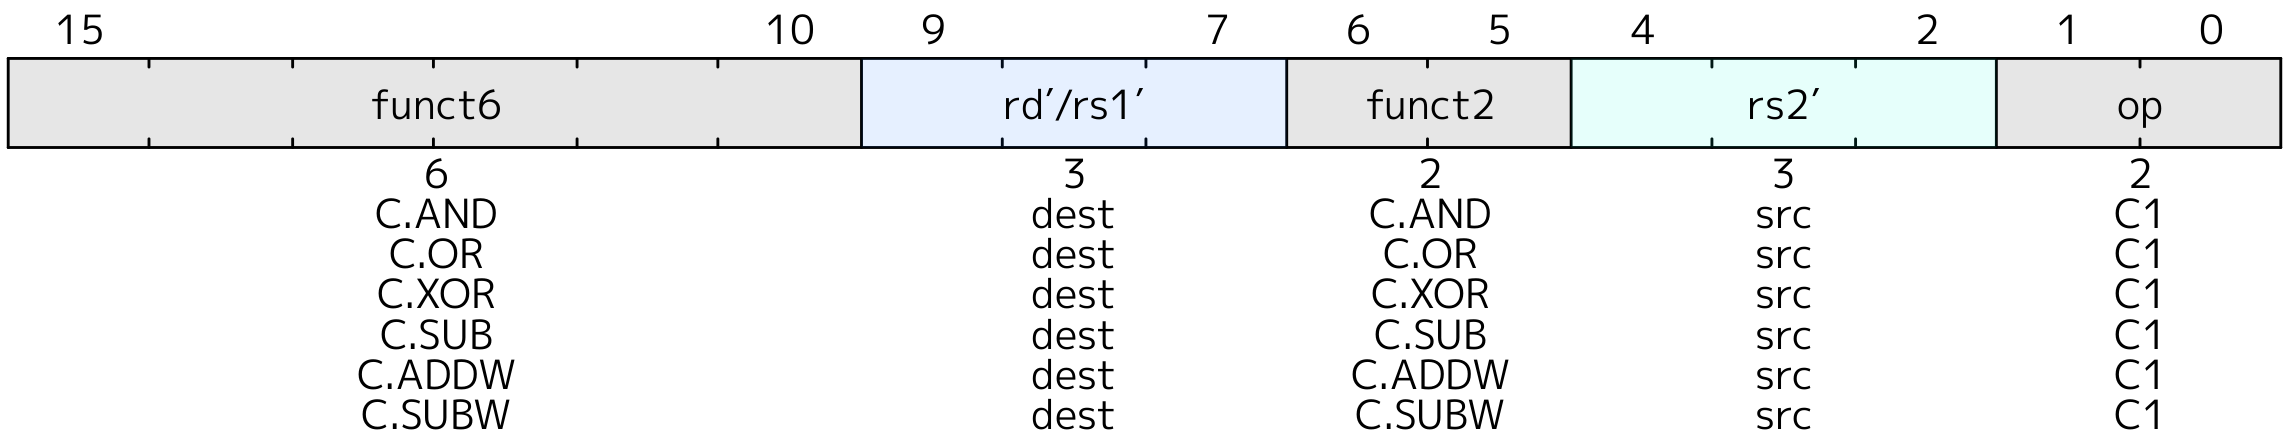 15 10 9 7 6 5 4 2 1 0
funct6 rd′/rs1′ funct2 rs2′ op
6 3 2 3 2
C.AND dest C.AND src C1
C.OR dest C.OR src C1
C.XOR dest C.XOR src C1
C.SUB dest C.SUB src C1
C.ADDW dest C.ADDW src C1
C.SUBW dest C.SUBW src C1